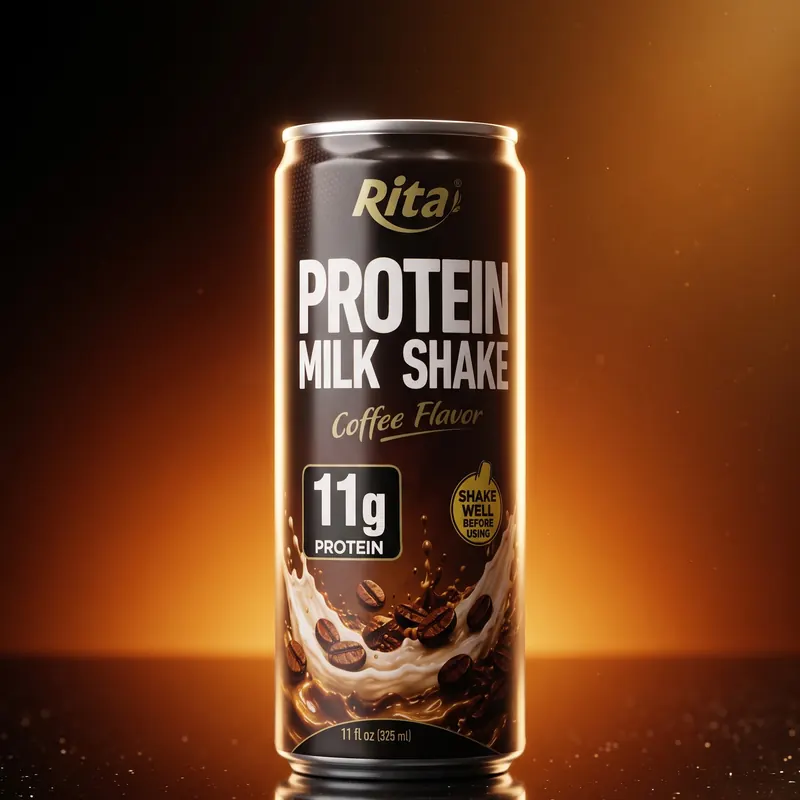 Rita®
PROTEIN
MILK SHAKE
Coffee Flavor
11g
PROTEIN
SHAKE
WELL
BEFORE
USING
11 fl oz (325 ml)